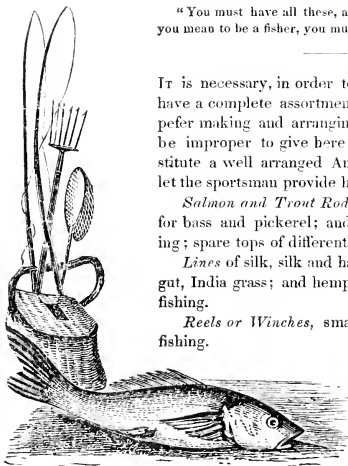 "You must have all these, a
you mean to be a fisher, you mu
IT is necessary, in order to
have a complete assortmen
pefer making and arrangin
be improper to give here
stitute a well arranged An
let the sportsman provide h
Salmon and Trout Rod
for bass and pickerel; and
ing; spare tops of different
Lines of silk, silk and ha
gut, India grass; and hemp
fishing.
Reels or Winches, sma
fishing.